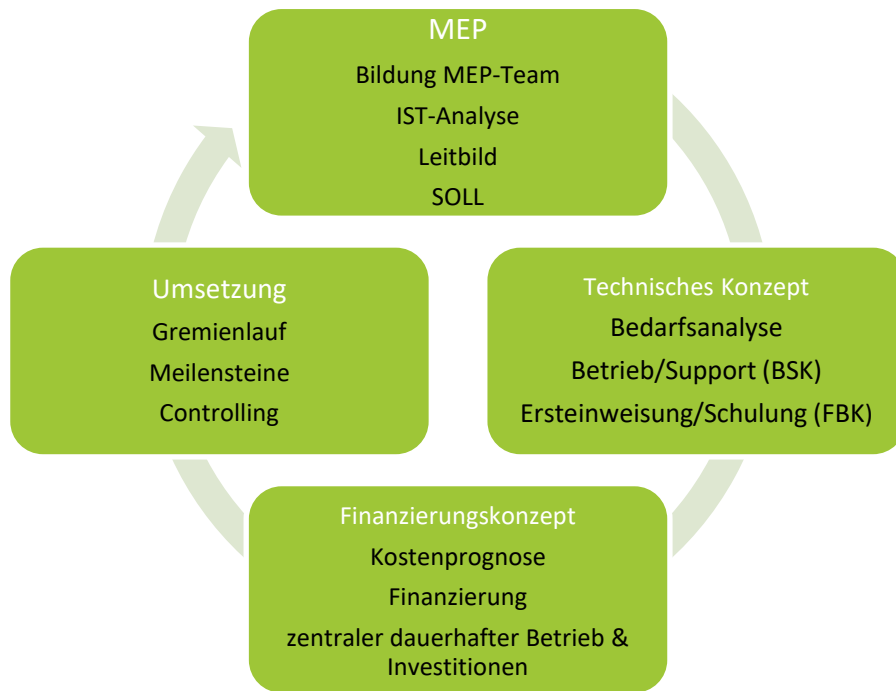 MEP
Bildung MEP-Team
IST-Analyse
Leitbild
SOLL
Umsetzung
Gremienlauf
Meilensteine
Controlling
Technisches Konzept
Bedarfsanalyse
Betrieb/Support (BSK)
Ersteinweisung/Schulung (FBK)
Finanzierungskonzept
Kostenprognose
Finanzierung
zentraler dauerhafter Betrieb &
Investitionen